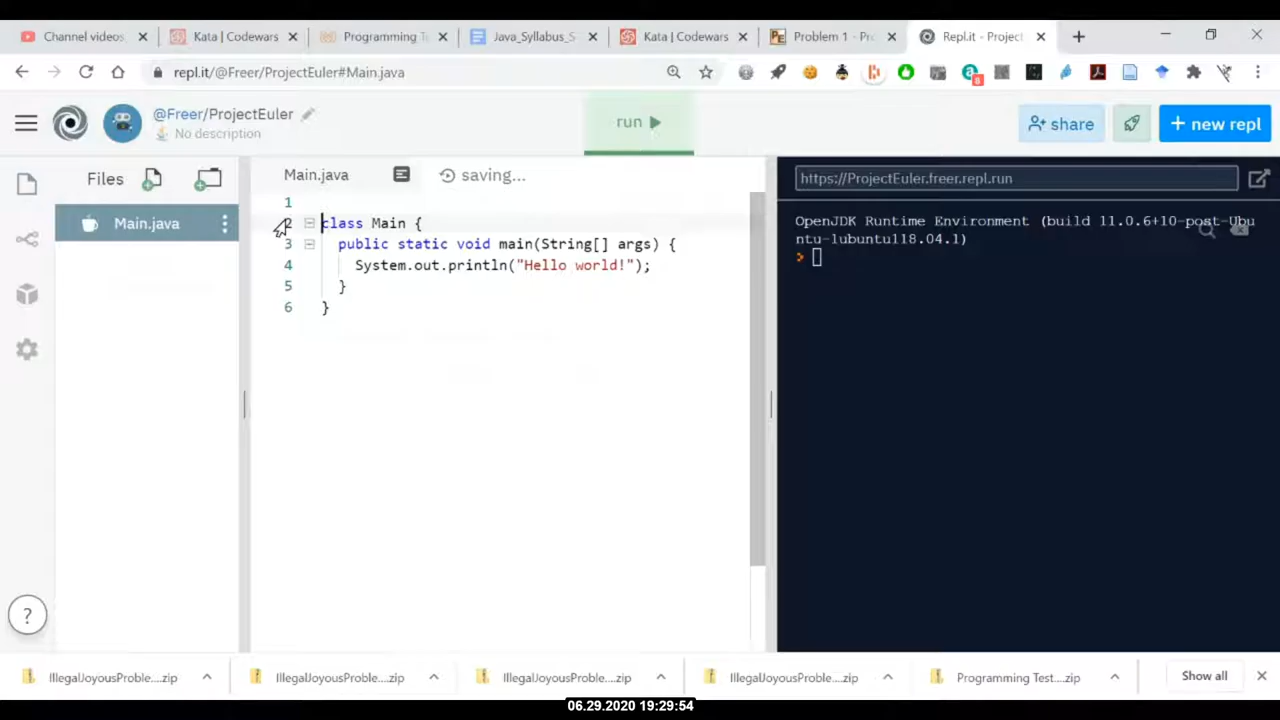 Channel videos
Kata | Codewars
Programming Te
Java_Syllabus_S
Kata | Codewars
Problem 1 - Pro
Repl.it - Project
repl.it/@Freer/ProjectEuler#Main.java
8
@Freer/ProjectEuler
No description
run
share
+ new repl
Files
Main.java
Main.java
saving...
https://ProjectEuler.freer.repl.run
1
2 class Main {
3 public static void main(String[] args) {
4 System.out.println("Hello world!");
5 }
6 }
OpenJDK Runtime Environment (build 11.0.6+10-post-Ubu
ntu-1ubuntu118.04.1)
?
IllegalJoyousProble....zip
IllegalJoyousProble....zip
IllegalJoyousProble....zip
IllegalJoyousProble....zip
Programming Test....zip
Show all
06.29.2020 19:29:54